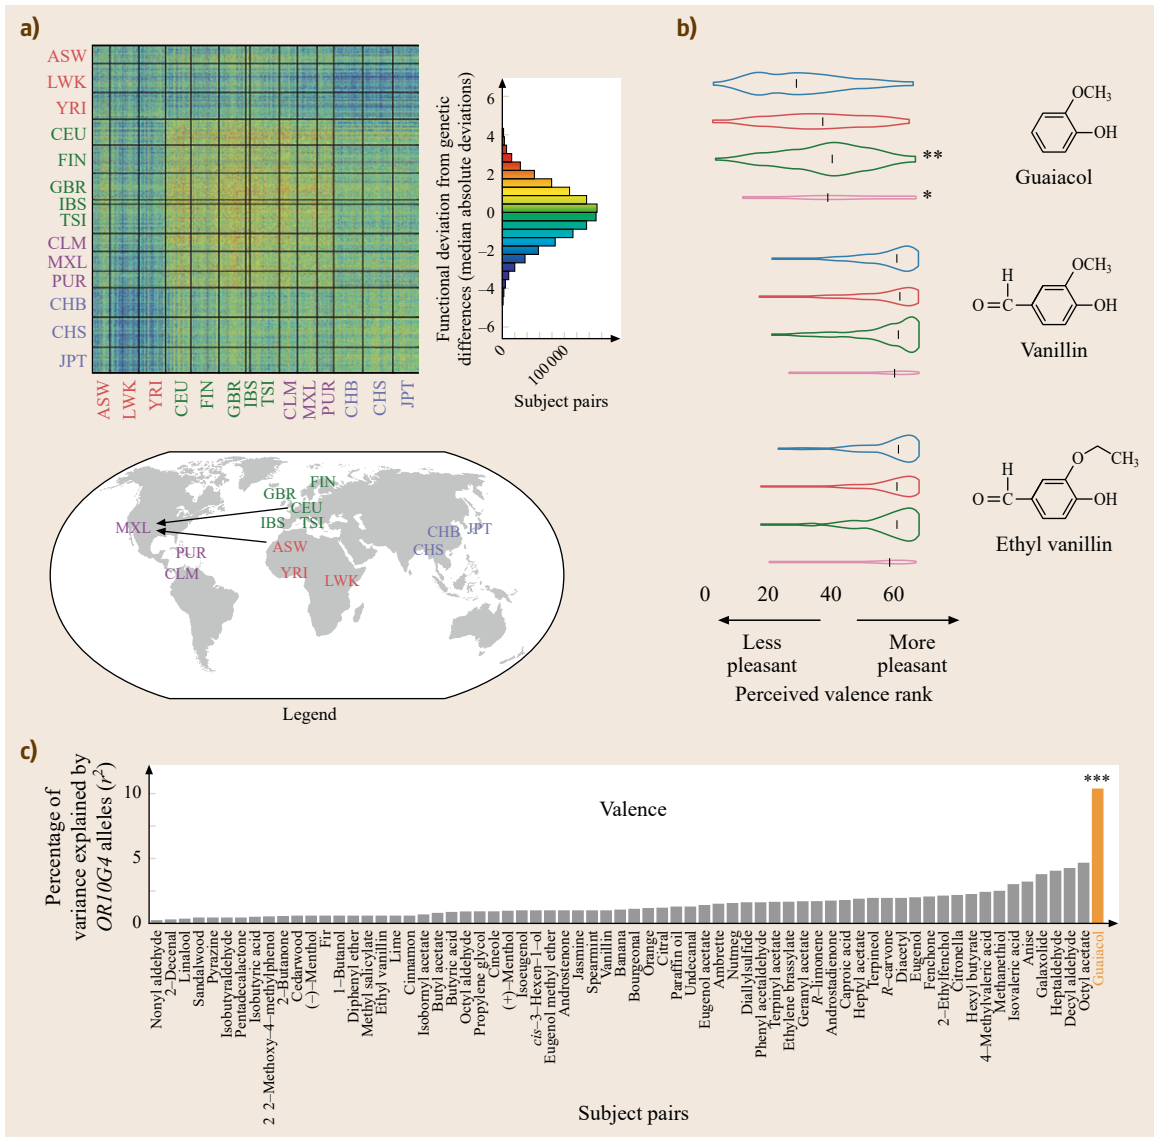 a)
ASW
LWK
YRI
CEU
FIN
GBR
IBS
TSI
CLM
MXL
PUR
CHB
CHS
JPT
ASW
LWK
YRI
CEU
FIN
GBR
IBS
TSI
CLM
MXL
PUR
CHB
CHS
JPT
Functional deviation from genetic
differences (median absolute deviations)
6
4
2
0
−2
−4
−6
0
100000
Subject pairs
FIN
GBR
CEU
MXL
IBS
TSI
CHB
JPT
ASW
CHS
PUR
CLM
YRI
LWK
Legend
b)
OCH3
OH
**
Guaiacol
*
H
OCH3
O
C
OH
Vanillin
H
O
CH3
O
C
OH
Ethyl vanillin
0
20
40
60
Less
pleasant
More
pleasant
Perceived valence rank
c)
Percentage of
variance explained by
OR10G4 alleles (r2)
10
5
0
Valence
***
Nonyl aldehyde
2−Decenal
Linalool
Sandalwood
Pyrazine
Isobutyraldehyde
Pentadecalactone
Isobutyric acid
2 2−Methoxy−4−methylphenol
2−Butanone
Cedarwood
(−)−Menthol
Fir
1−Butanol
Diphenyl ether
Methyl salicylate
Ethyl vanillin
Lime
Cinnamon
Isobornyl acetate
Butyl acetate
Butyric acid
Octyl aldehyde
Propylene glycol
Cineole
(+)−Menthol
Isoeugenol
cis−3−Hexen−1−ol
Eugenol methyl ether
Androstenone
Jasmine
Spearmint
Vanillin
Banana
Bourgeonal
Orange
Citral
Paraffin oil
Undecanal
Eugenol acetate
Ambrette
Nutmeg
Diallylsulfide
Phenyl acetaldehyde
Terpinyl acetate
Ethylene brassylate
Geranyl acetate
R−limonene
Androstadienone
Caproic acid
Heptyl acetate
Terpineol
R−carvone
Diacetyl
Eugenol
Fenchone
2−Ethylfenchol
Citronella
Hexyl butyrate
4−Methylvaleric acid
Methanethiol
Isovaleric acid
Anise
Galaxolide
Heptaldehyde
Decyl aldehyde
Octyl acetate
Guaiacol
Subject pairs